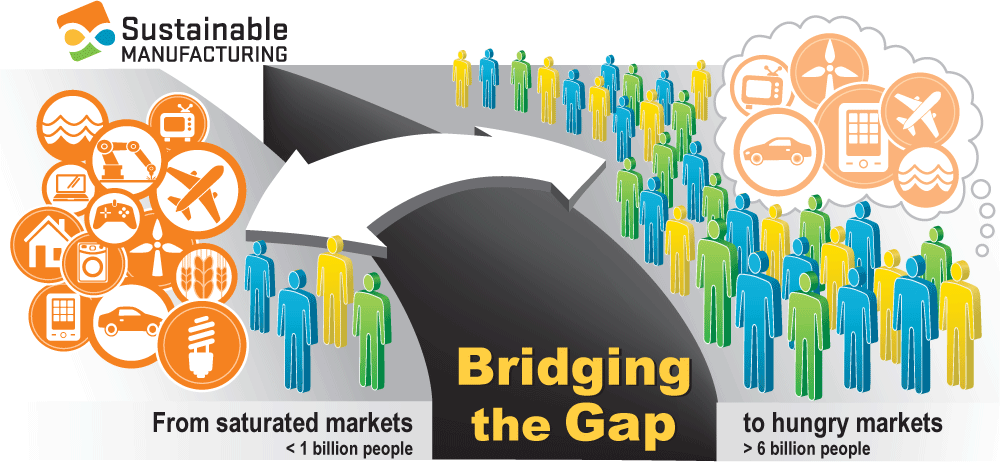 Sustainable
MANUFACTURING
Bridging
the Gap
From saturated markets
< 1 billion people
to hungry markets
> 6 billion people